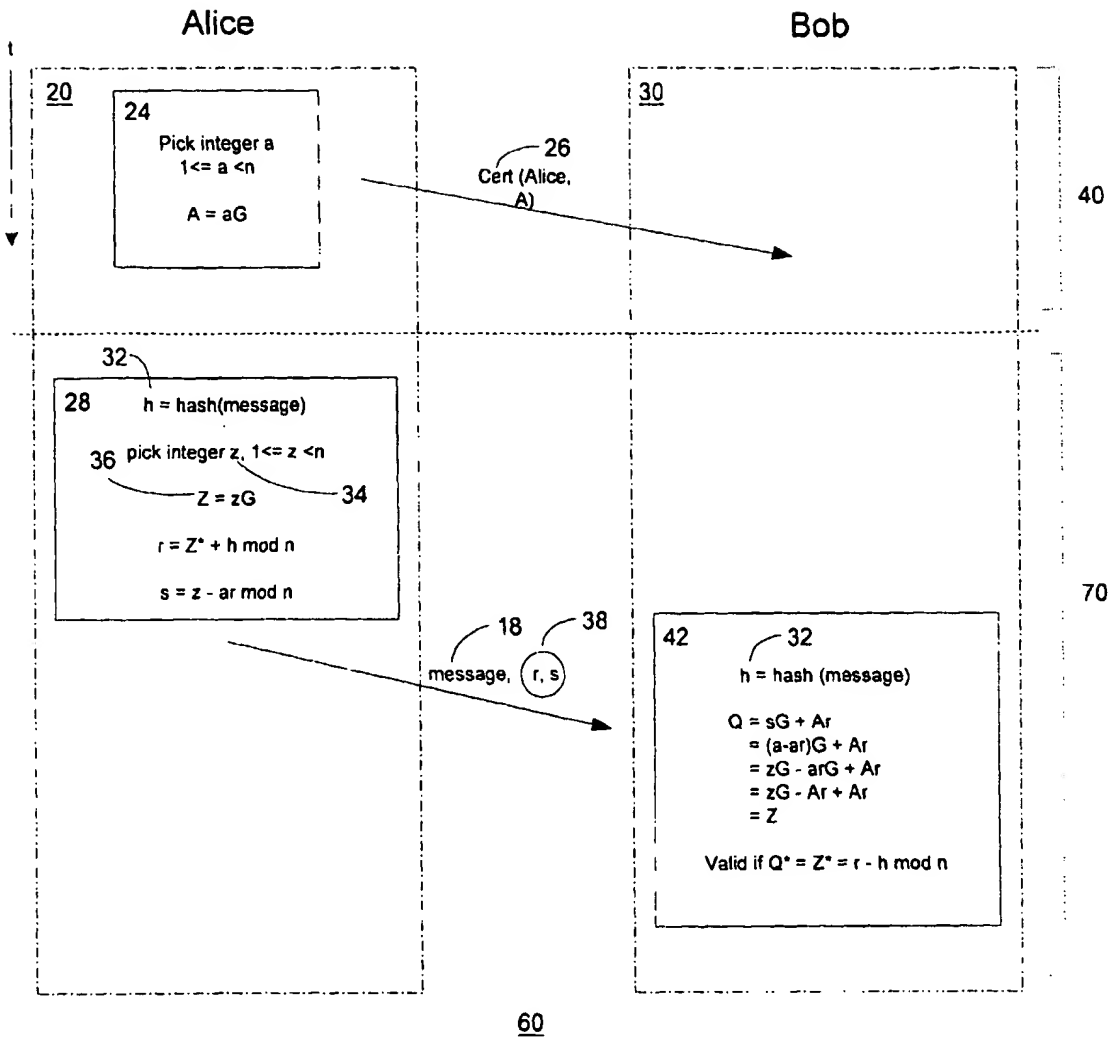 Alice
Bob
t
20
24
Pick integer a
1<= a <n
A = aG
26
Cert (Alice,
A)
30
40
32
28
h = hash(message)
pick integer z, 1<= z <n
36
34
Z = zG
r = Z* + h mod n
s = z - ar mod n
70
18
38
message, r, s
42
32
h = hash (message)
Q = sG + Ar
= (a-ar)G + Ar
= zG - arG + Ar
= zG - Ar + Ar
= Z
Valid if Q* = Z* = r - h mod n
60